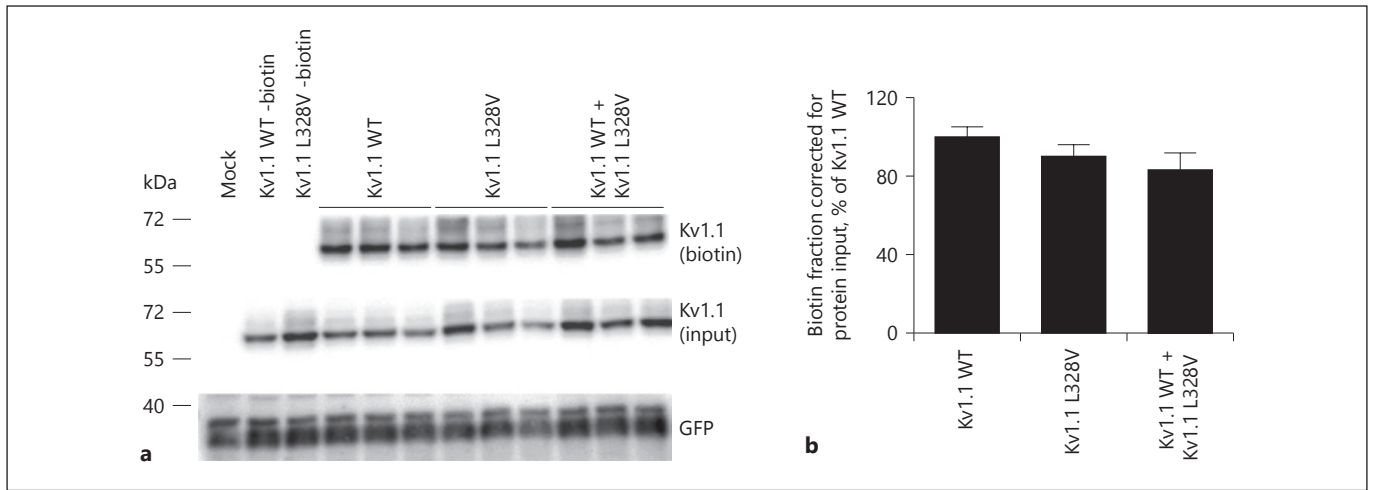 Mock
Kv1.1 WT -biotin
Kv1.1 L328V -biotin
Kv1.1 WT
Kv1.1 L328V
Kv1.1 WT +
Kv1.1 L328V
kDa
72
55
Kv1.1
(biotin)
72
55
Kv1.1
(input)
40
GFP
a
Biotin fraction corrected for
protein input, % of Kv1.1 WT
120
80
40
0
Kv1.1 WT
Kv1.1 L328V
Kv1.1 WT +
Kv1.1 L328V
b